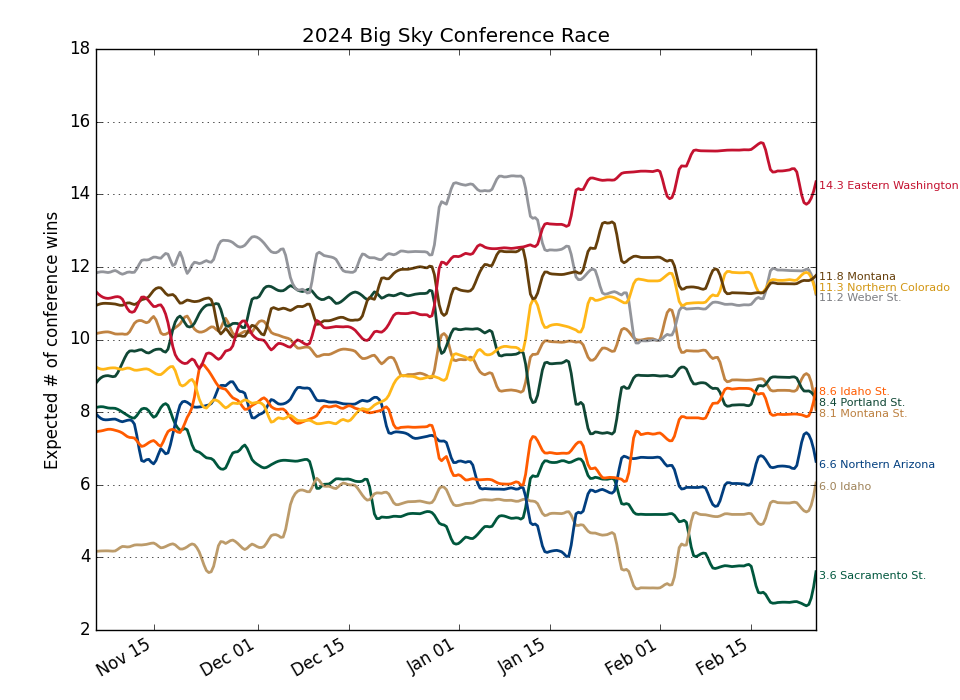 2024 Big Sky Conference Race
Expected # of conference wins
18
16
14
12
10
8
6
4
2
14.3 Eastern Washington
11.8 Montana
11.3 Northern Colorado
11.2 Weber St.
8.6 Idaho St.
8.4 Portland St.
8.1 Montana St.
6.6 Northern Arizona
6.0 Idaho
3.6 Sacramento St.
Nov 15
Dec 01
Dec 15
Jan 01
Jan 15
Feb 01
Feb 15